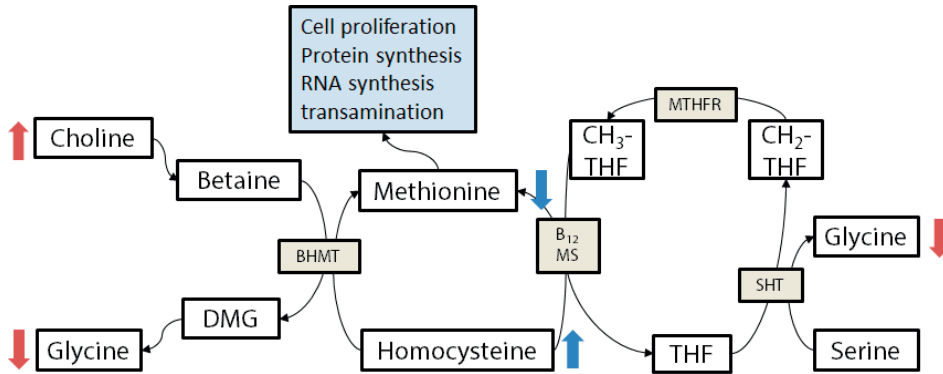 Cell proliferation
Protein synthesis
RNA synthesis
transamination
MTHFR
Choline
CH₃-
THF
CH₂-
THF
Betaine
Methionine
B₁₂
MS
Glycine
BHMT
SHT
DMG
Glycine
Homocysteine
THF
Serine